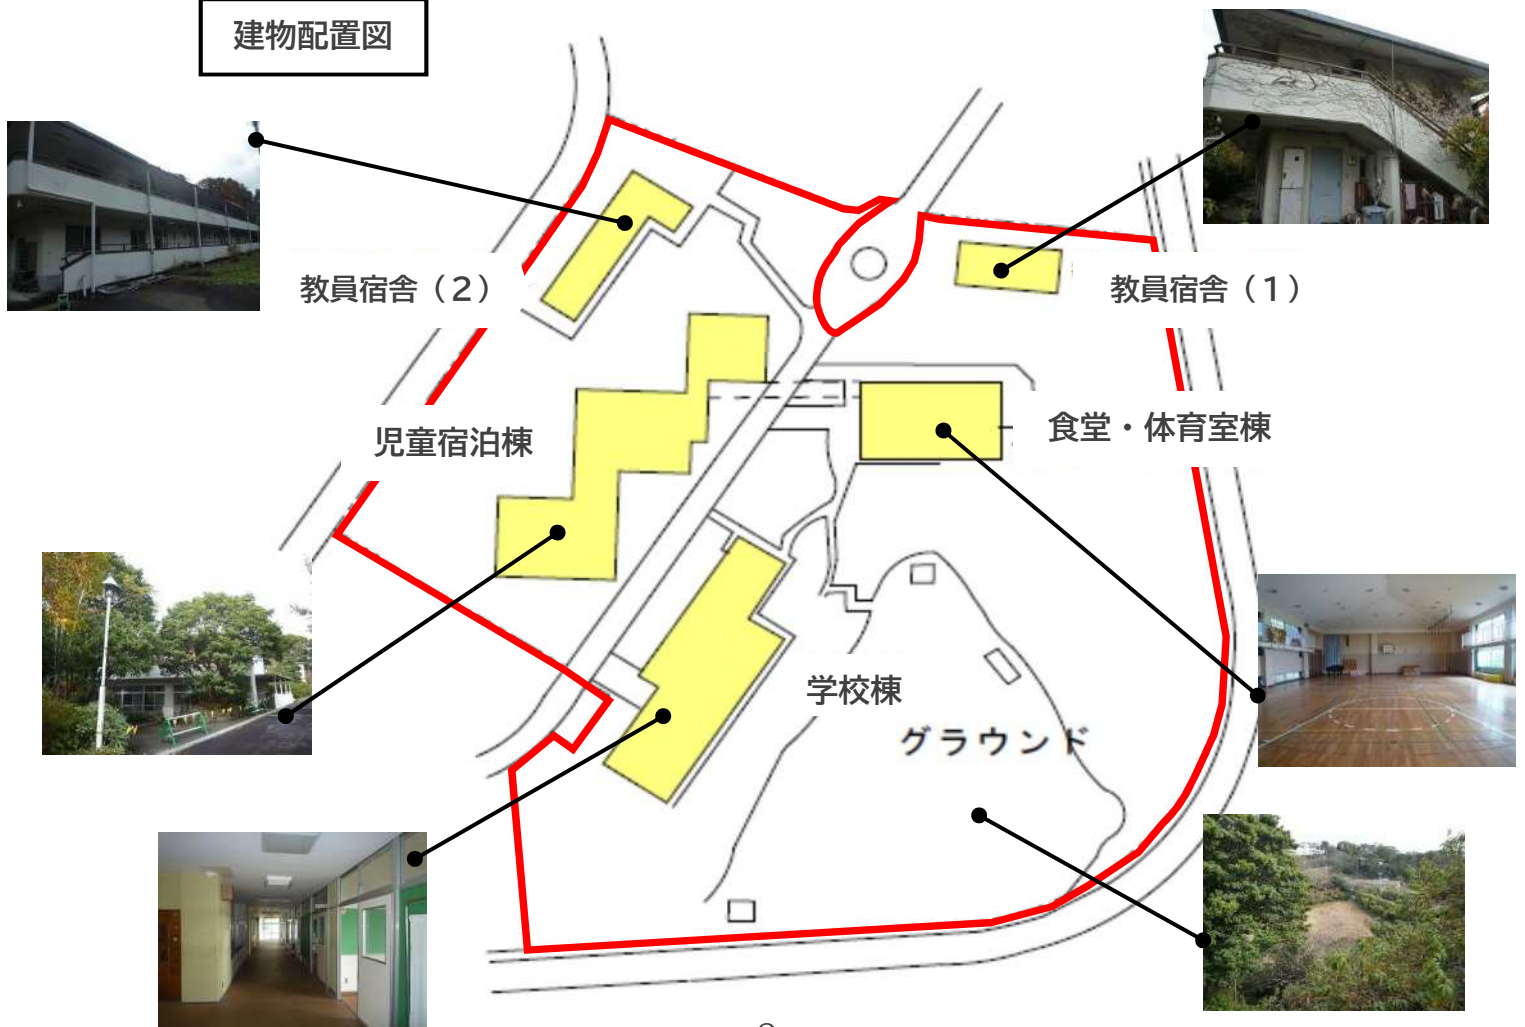 建物配置図
教員宿舎（２）
教員宿舎（１）
児童宿泊棟
食堂・体育室棟
学校棟
グラウンド